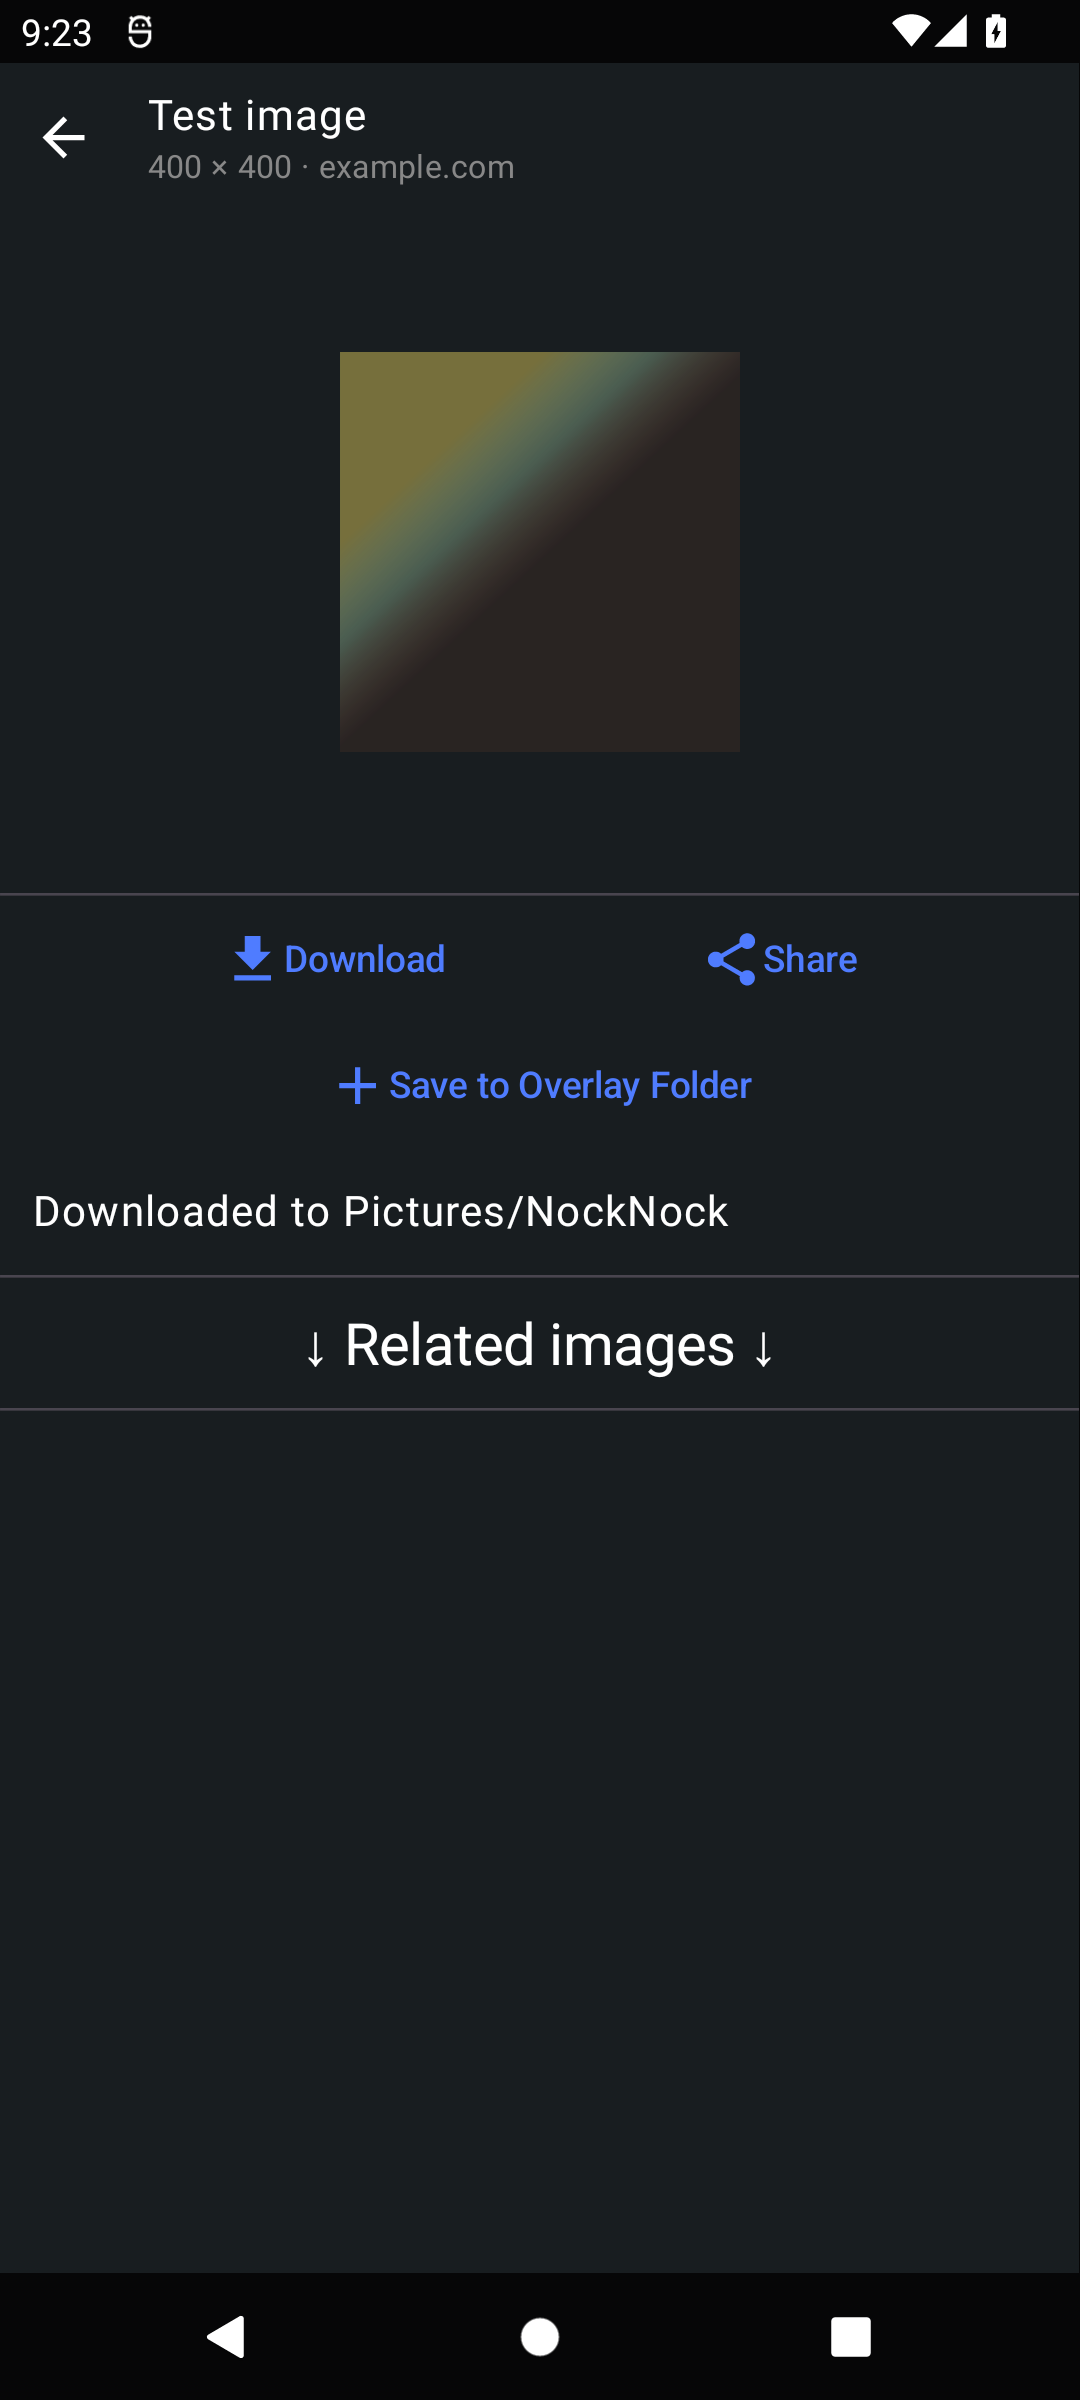 9:23
Test image
400 × 400 · example.com
Download
Share
Save to Overlay Folder
Downloaded to Pictures/NockNock
↓ Related images ↓